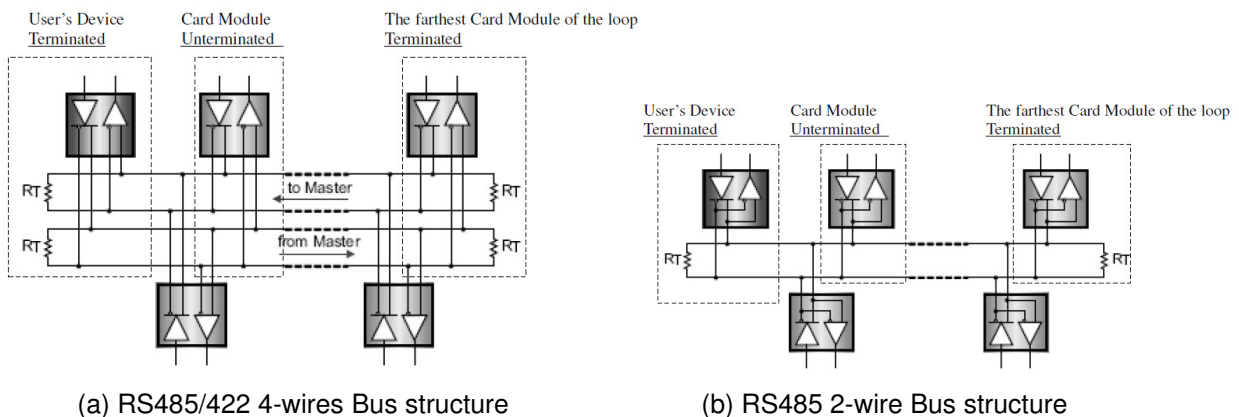 User's Device
Terminated
Card Module
Unterminated
The farthest Card Module of the loop
Terminated
RT
to Master
RT
RT
from Master
RT
(a) RS485/422 4-wires Bus structure
User's Device
Terminated
Card Module
Unterminated
The farthest Card Module of the loop
Terminated
RT
RT
(b) RS485 2-wire Bus structure